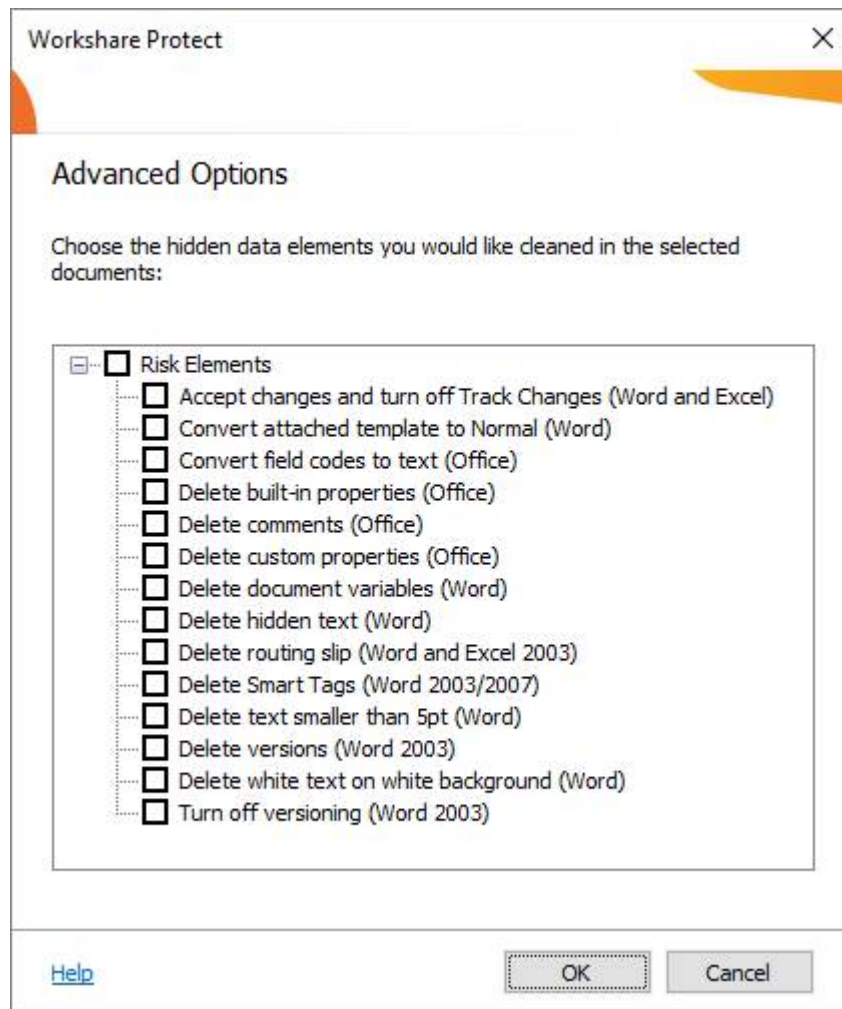 Workshare Protect
Advanced Options
Choose the hidden data elements you would like cleaned in the selected
documents:
Risk Elements
Accept changes and turn off Track Changes (Word and Excel)
Convert attached template to Normal (Word)
Convert field codes to text (Office)
Delete built-in properties (Office)
Delete comments (Office)
Delete custom properties (Office)
Delete document variables (Word)
Delete hidden text (Word)
Delete routing slip (Word and Excel 2003)
Delete Smart Tags (Word 2003/2007)
Delete text smaller than 5pt (Word)
Delete versions (Word 2003)
Delete white text on white background (Word)
Turn off versioning (Word 2003)
Help
OK
Cancel